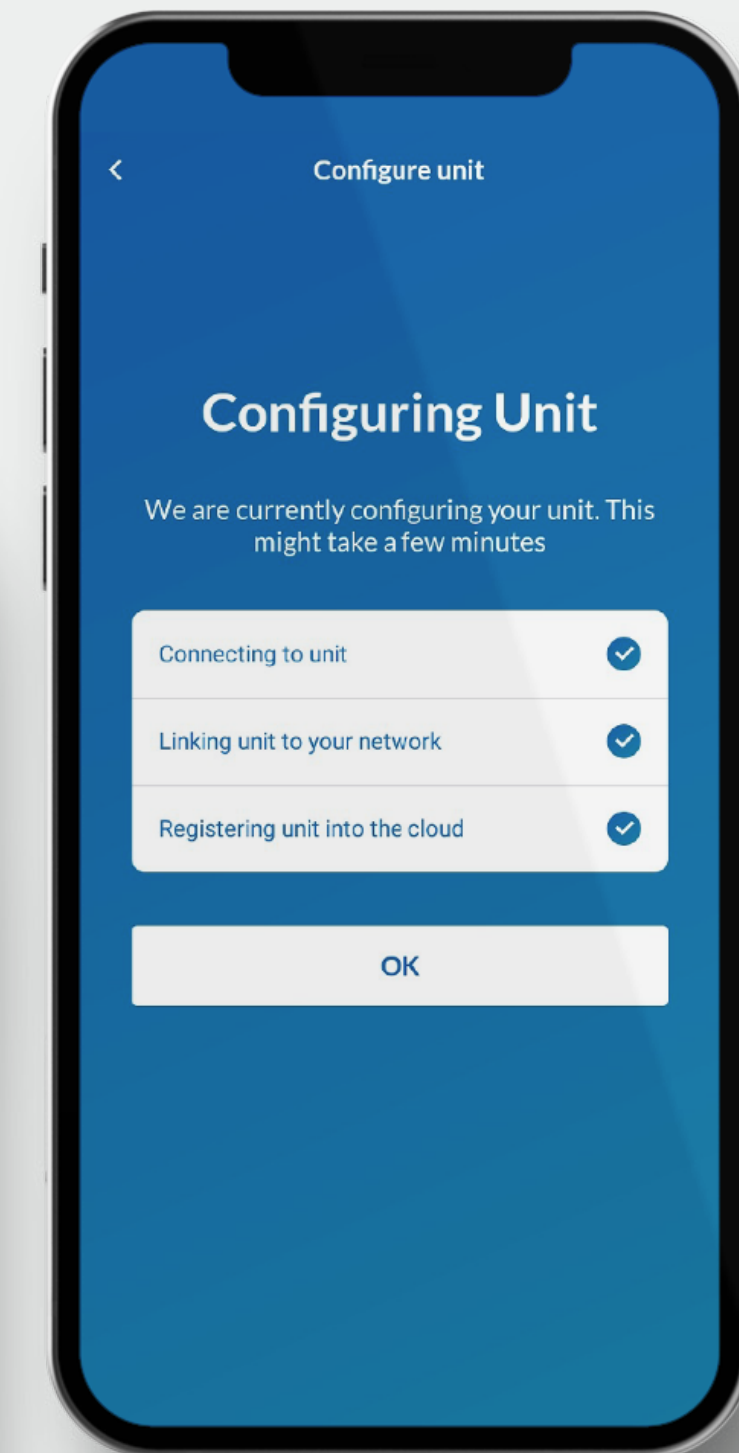 Configure unit
Configuring Unit
We are currently configuring your unit. This
might take a few minutes
Connecting to unit
Linking unit to your network
Registering unit into the cloud
OK